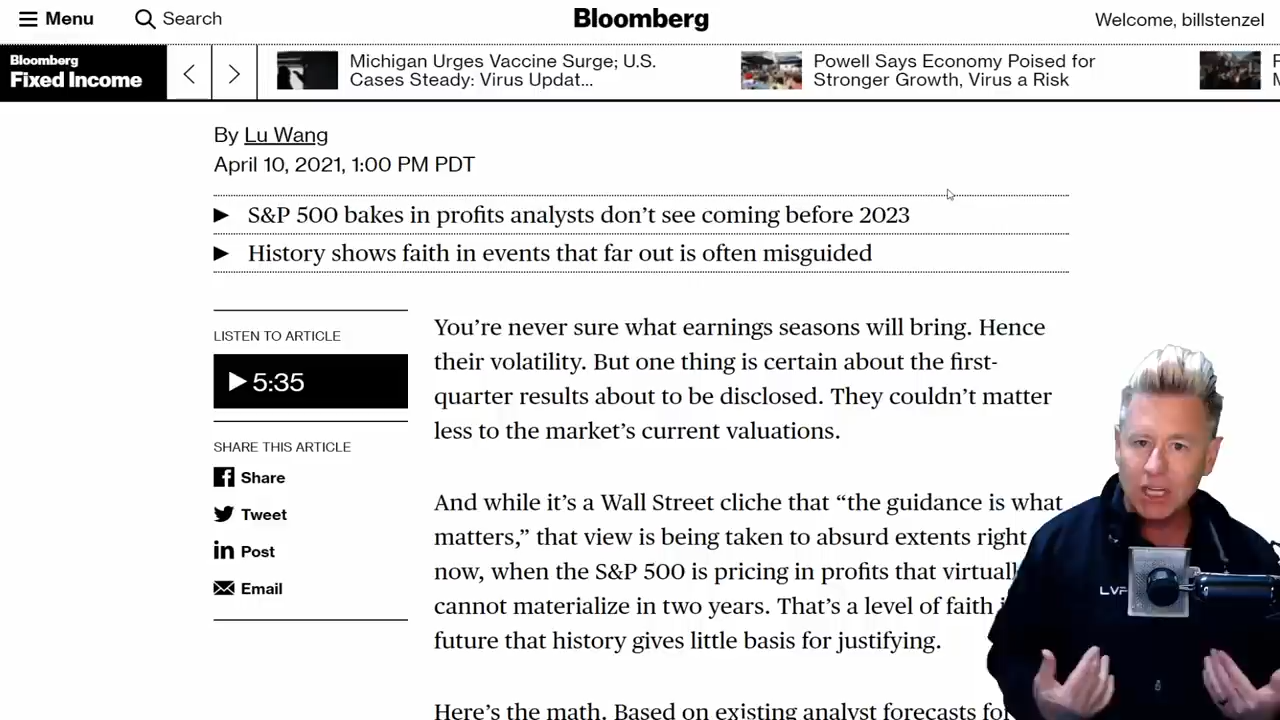 Menu
Search
Bloomberg
Welcome, billstenzel
Bloomberg
Fixed Income
Michigan Urges Vaccine Surge; U.S.
Cases Steady: Virus Updat...
Powell Says Economy Poised for
Stronger Growth, Virus a Risk
By Lu Wang
April 10, 2021, 1:00 PM PDT
S&P 500 bakes in profits analysts don't see coming before 2023
History shows faith in events that far out is often misguided
LISTEN TO ARTICLE
5:35
SHARE THIS ARTICLE
Share
Tweet
Post
Email
You're never sure what earnings seasons will bring. Hence
their volatility. But one thing is certain about the first-
quarter results about to be disclosed. They couldn't matter
less to the market's current valuations.
And while it's a Wall Street cliche that “the guidance is what
matters,” that view is being taken to absurd extents right
now, when the S&P 500 is pricing in profits that
cannot materialize in two years. That's a level of faith
future that history gives little basis for justifying.
Here's the math. Based on existing analyst forecasts